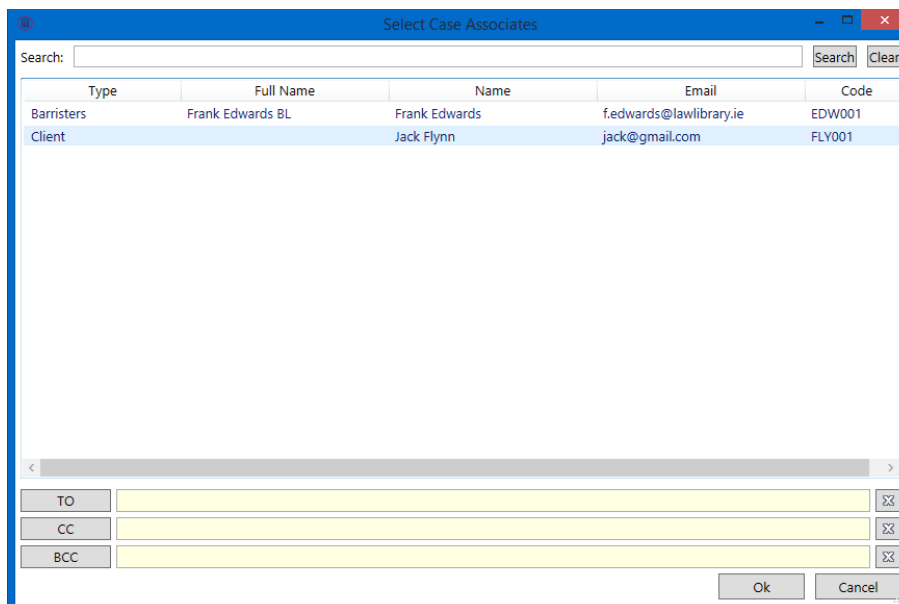 Select Case Associates
Search: Search Clear
Type Full Name Name Email Code
Barristers Frank Edwards BL Frank Edwards f.edwards@lawlibrary.ie EDW001
Client Jack Flynn jack@gmail.com FLY001
TO
CC
BCC
Ok Cancel